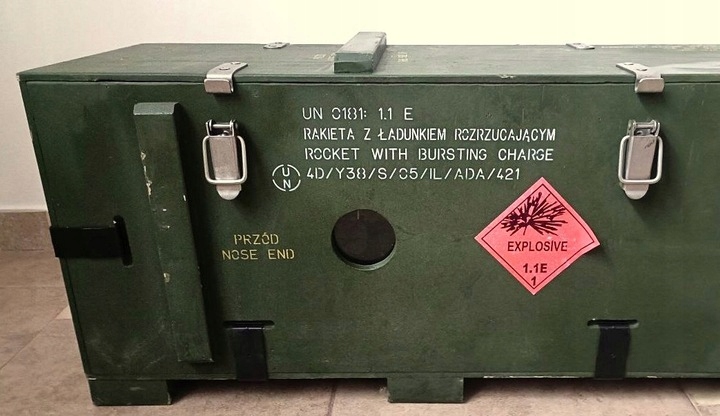 UN 0181: 1.1 E
RAKIETA Z ŁADUNKIEM ROZRZUCAJĄCYM
ROCKET WITH BURSTING CHARGE
UN 4D/Y38/S/05/IL/ADA/421
PRZÓD
NOSE END
EXPLOSIVE
1.1E
1